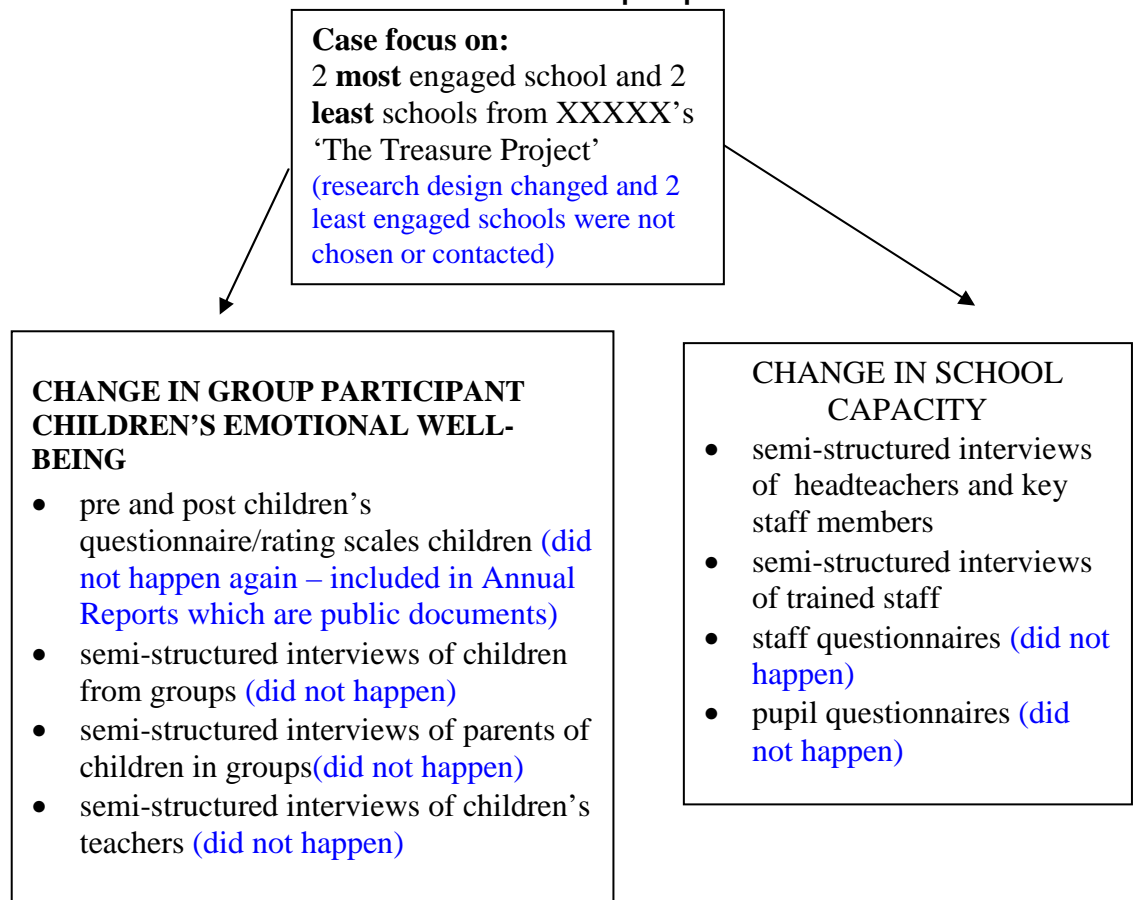 Case focus on:
2 most engaged school and 2
least schools from XXXXX's
'The Treasure Project'
(research design changed and 2
least engaged schools were not
chosen or contacted)
CHANGE IN GROUP PARTICIPANT
CHILDREN'S EMOTIONAL WELL-
BEING
• pre and post children's
questionnaire/rating scales children (did
not happen again – included in Annual
Reports which are public documents)
• semi-structured interviews of children
from groups (did not happen)
• semi-structured interviews of parents of
children in groups(did not happen)
• semi-structured interviews of children's
teachers (did not happen)
CHANGE IN SCHOOL
CAPACITY
• semi-structured interviews
of headteachers and key
staff members
• semi-structured interviews
of trained staff
• staff questionnaires (did not
happen)
• pupil questionnaires (did
not happen)